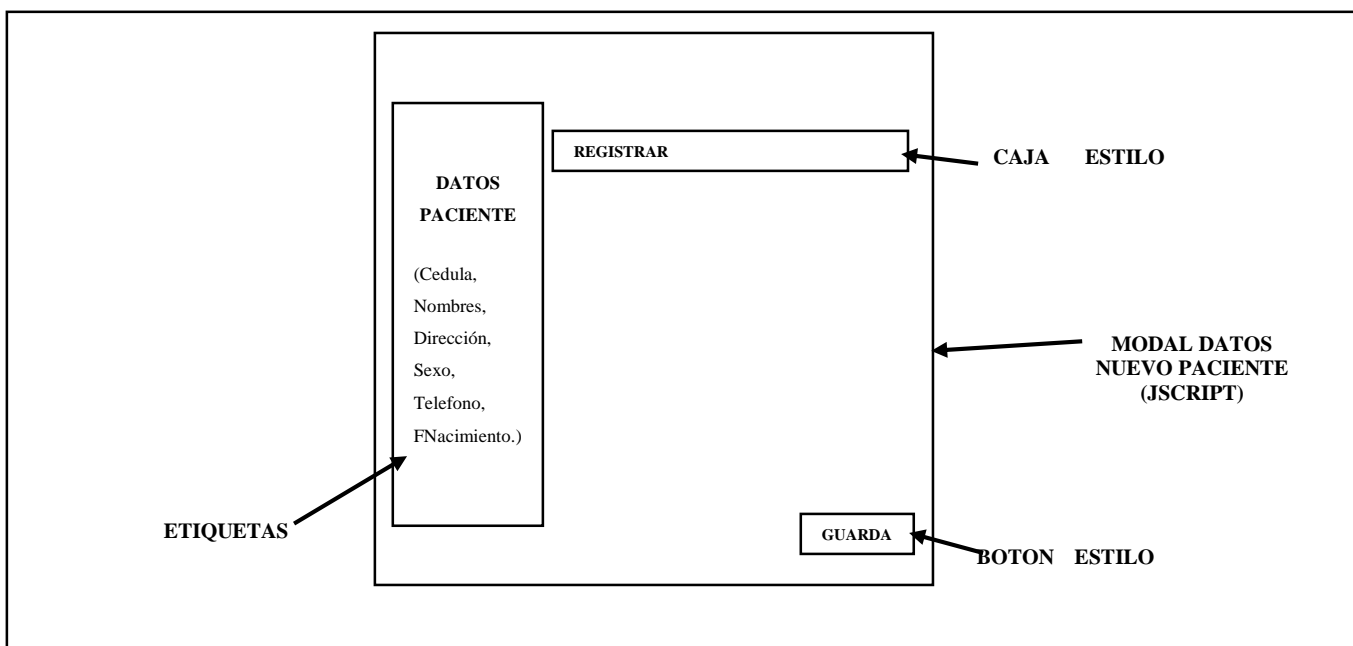 REGISTRAR
CAJA ESTILO
DATOS
PACIENTE
(Cedula,
Nombres,
Dirección,
Sexo,
Telefono,
FNacimiento.)
MODAL DATOS
NUEVO PACIENTE
(JSCRIPT)
ETIQUETAS
GUARDA
BOTON ESTILO